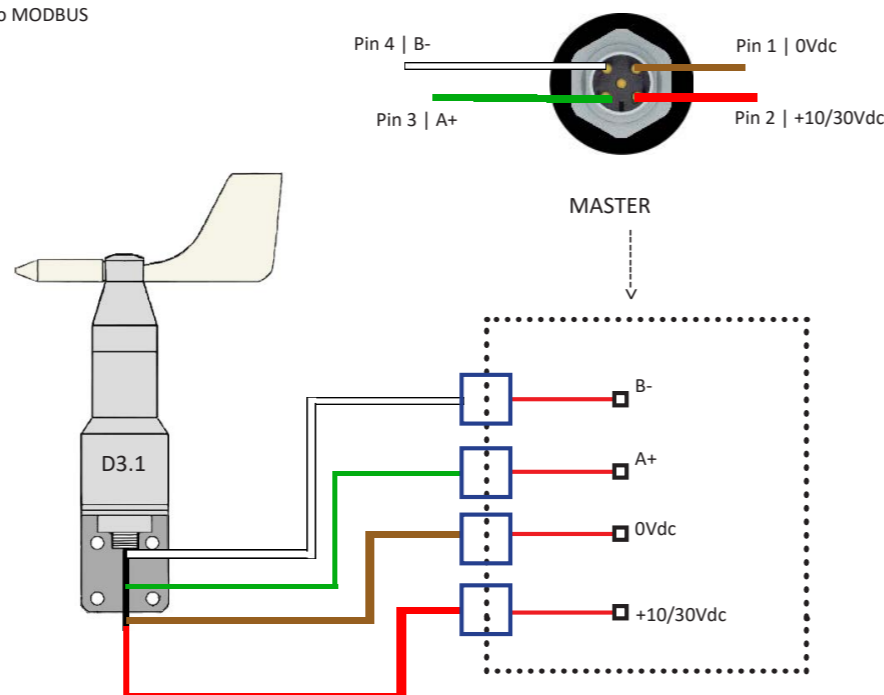 MODBUS
Pin 4 | B-
Pin 1 | 0Vdc
Pin 3 | A+
Pin 2 | +10/30Vdc
MASTER
B-
A+
D3.1
0Vdc
+10/30Vdc